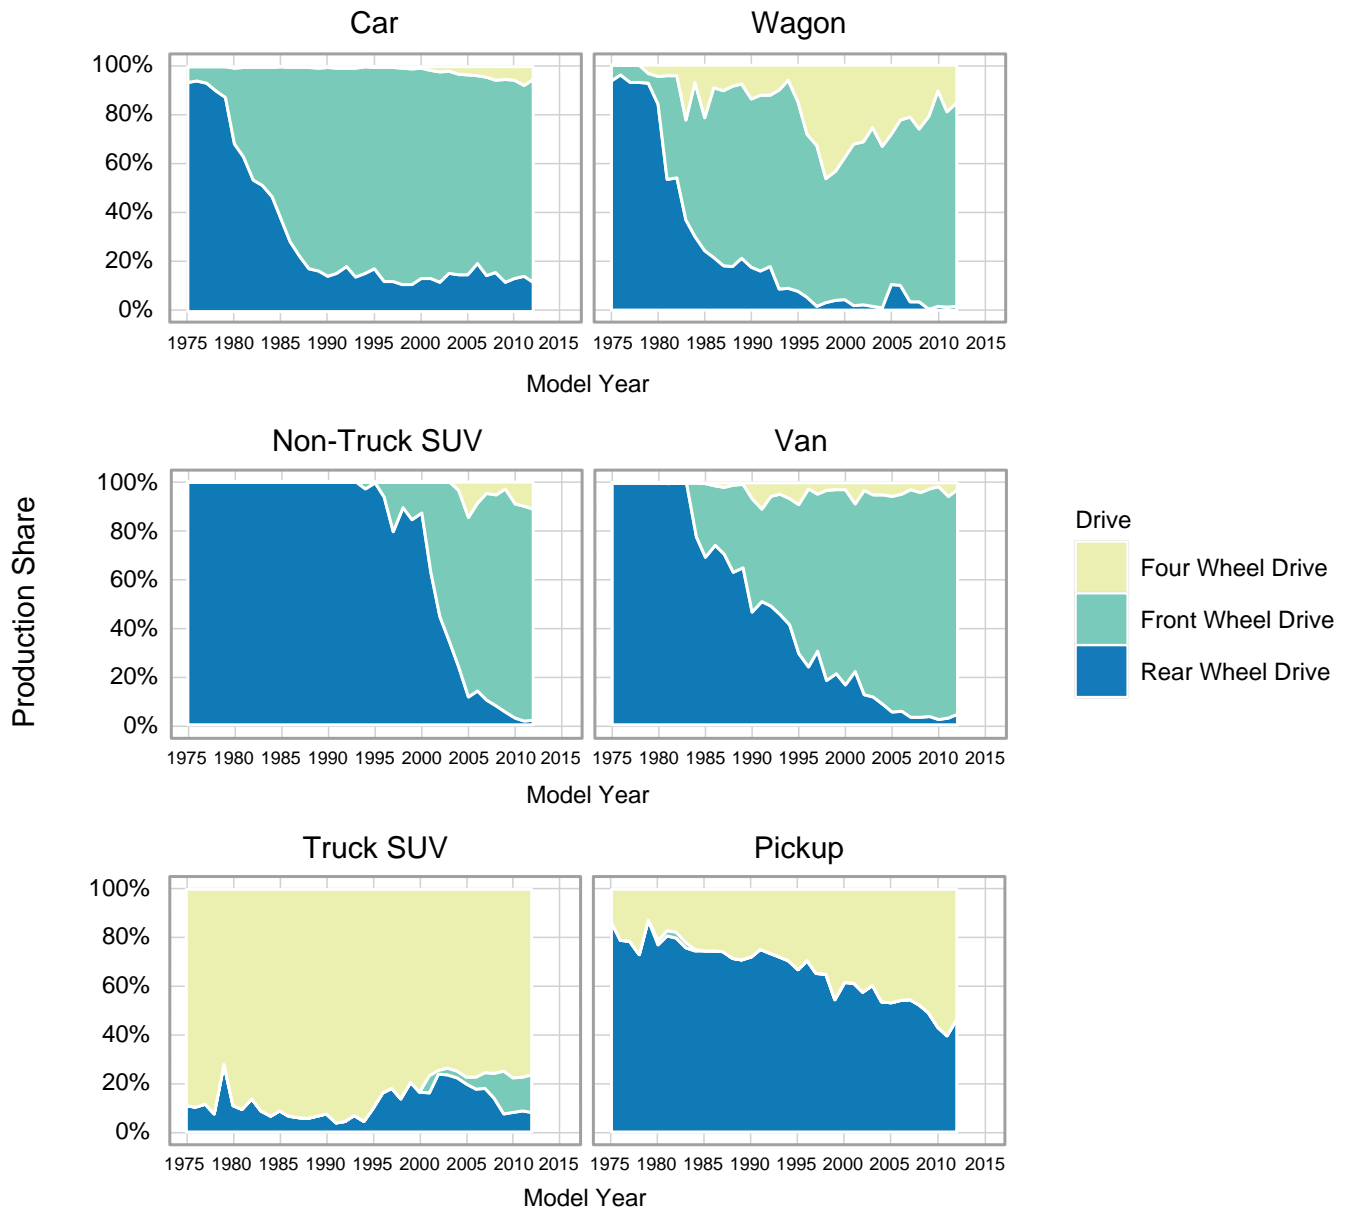 Car
Wagon
100%
80%
60%
40%
20%
0%
1975 1980 1985 1990 1995 2000 2005 2010 2015
1975 1980 1985 1990 1995 2000 2005 2010 2015
Model Year
Non-Truck SUV
Van
100%
80%
60%
40%
20%
0%
1975 1980 1985 1990 1995 2000 2005 2010 2015
1975 1980 1985 1990 1995 2000 2005 2010 2015
Model Year
Production Share
Drive
Four Wheel Drive
Front Wheel Drive
Rear Wheel Drive
Truck SUV
Pickup
100%
80%
60%
40%
20%
0%
1975 1980 1985 1990 1995 2000 2005 2010 2015
1975 1980 1985 1990 1995 2000 2005 2010 2015
Model Year